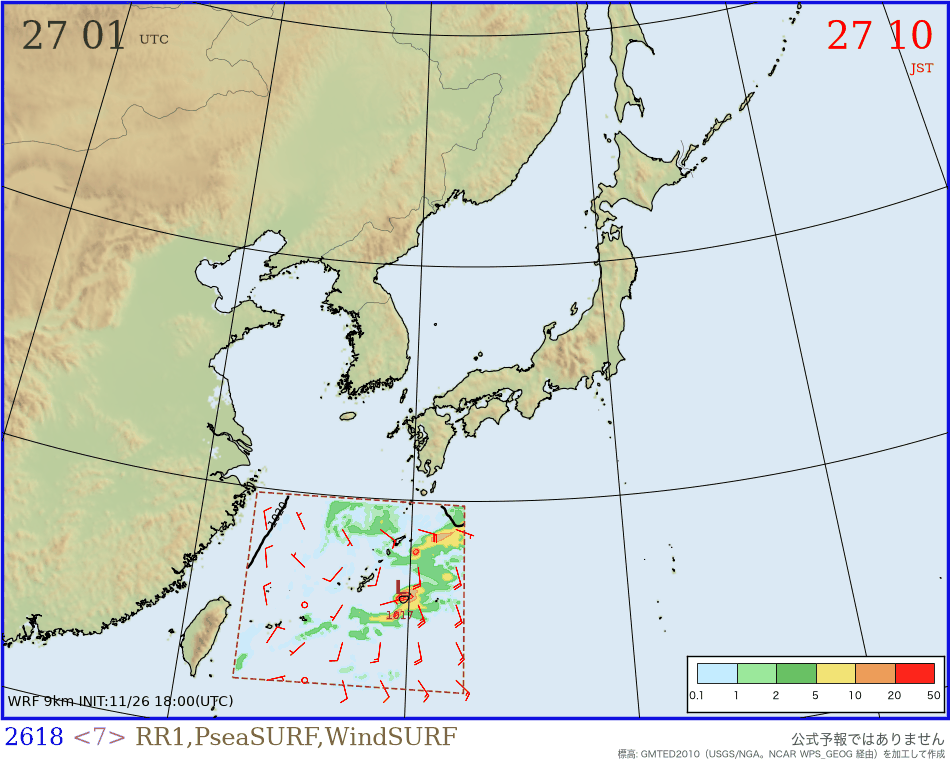 27 01 UTC
27 10
JST
1020
L
1017
0.1 1 2 5 10 20 50
WRF 9km INIT:11/26 18:00(UTC)
2618 <7> RR1,PseaSURF,WindSURF
公式予報ではありません
標高: GMTED2010（USGS/NGA。NCAR WPS_GEOG 経由）を加工して作成